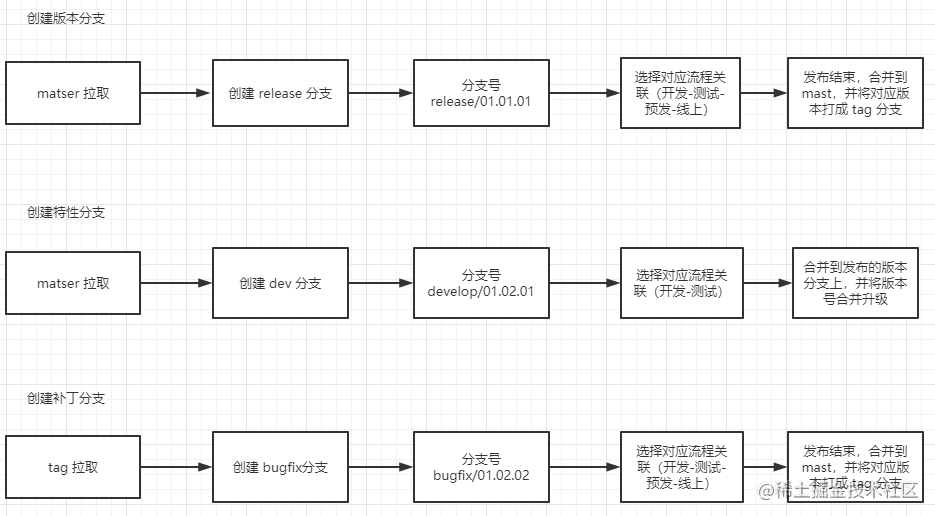 创建版本分支
matser 拉取
创建 release 分支
分支号
release/01.01.01
选择对应流程关
联（开发-测试-
预发-线上）
发布结束，合并到
mast，并将对应版
本打成 tag 分支
创建特性分支
matser 拉取
创建 dev 分支
分支号
develop/01.02.01
选择对应流程关
联（开发-测试）
合并到发布的版本
分支上，并将版本
号合并升级
创建补丁分支
tag 拉取
创建 bugfix分支
分支号
bugfix/01.02.02
选择对应流程关
联（开发-测试-
预发-线上）
发布结束，合并到
mast，并将对应版
本打成 tag 分支
@稀土掘金技术社区